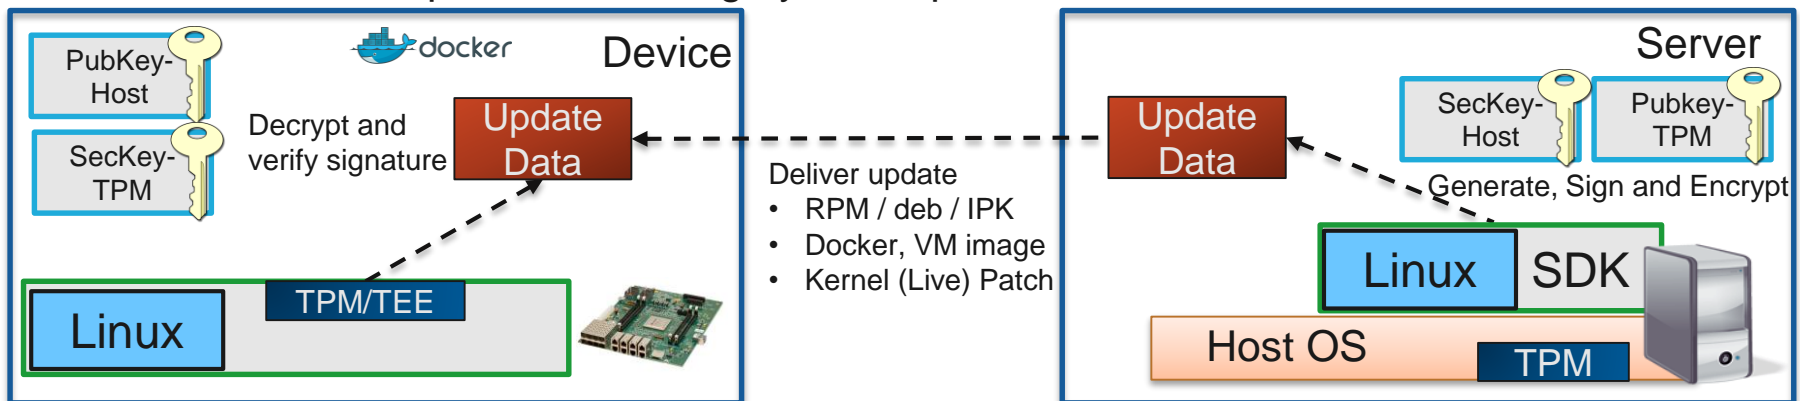 PubKey-
Host
docker
Device
Decrypt and
verify signature
Update
Data
SecKey-
TPM
TPM/TEE
Linux
Deliver update
• RPM / deb / IPK
• Docker, VM image
• Kernel (Live) Patch
Server
Update
Data
SecKey-
Host
Pubkey-
TPM
Generate, Sign and Encrypt
Linux
SDK
Host OS
TPM